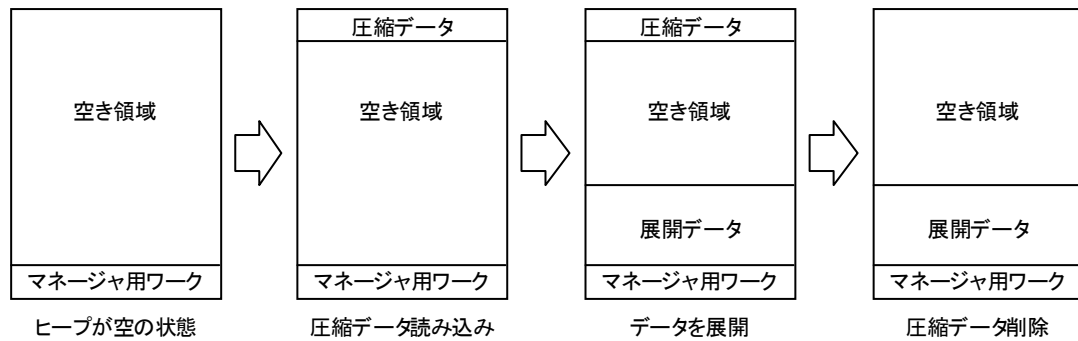 圧縮データ
圧縮データ
空き領域
空き領域
空き領域
空き領域
展開データ
展開データ
マネージャ用ワーク
マネージャ用ワーク
マネージャ用ワーク
マネージャ用ワーク
ヒープが空の状態
圧縮データ読み込み
データを展開
圧縮データ削除